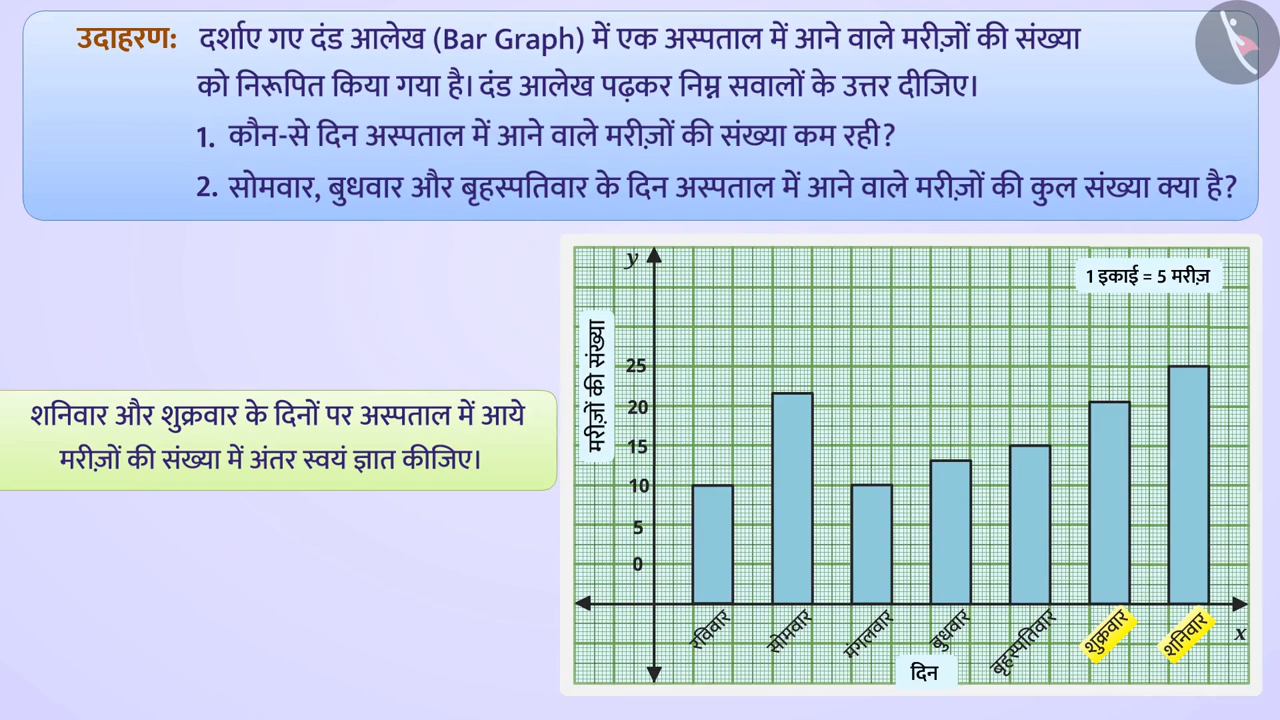 उदाहरण: दर्शाए गए दंड आलेख (Bar Graph) में एक अस्पताल में आने वाले मरीज़ों की संख्या
को निरूपित किया गया है। दंड आलेख पढ़कर निम्न सवालों के उत्तर दीजिए।
1. कौन-से दिन अस्पताल में आने वाले मरीज़ों की संख्या कम रही?
2. सोमवार, बुधवार और बृहस्पतिवार के दिन अस्पताल में आने वाले मरीज़ों की कुल संख्या क्या है?
शनिवार और शुक्रवार के दिनों पर अस्पताल में आये
मरीज़ों की संख्या में अंतर स्वयं ज्ञात कीजिए।
y
1 इकाई = 5 मरीज़
मरीज़ों की संख्या
25
20
15
10
5
0
रविवार
सोमवार
मंगलवार
बुधवार
बृहस्पतिवार
शुक्रवार
शनिवार
x
दिन